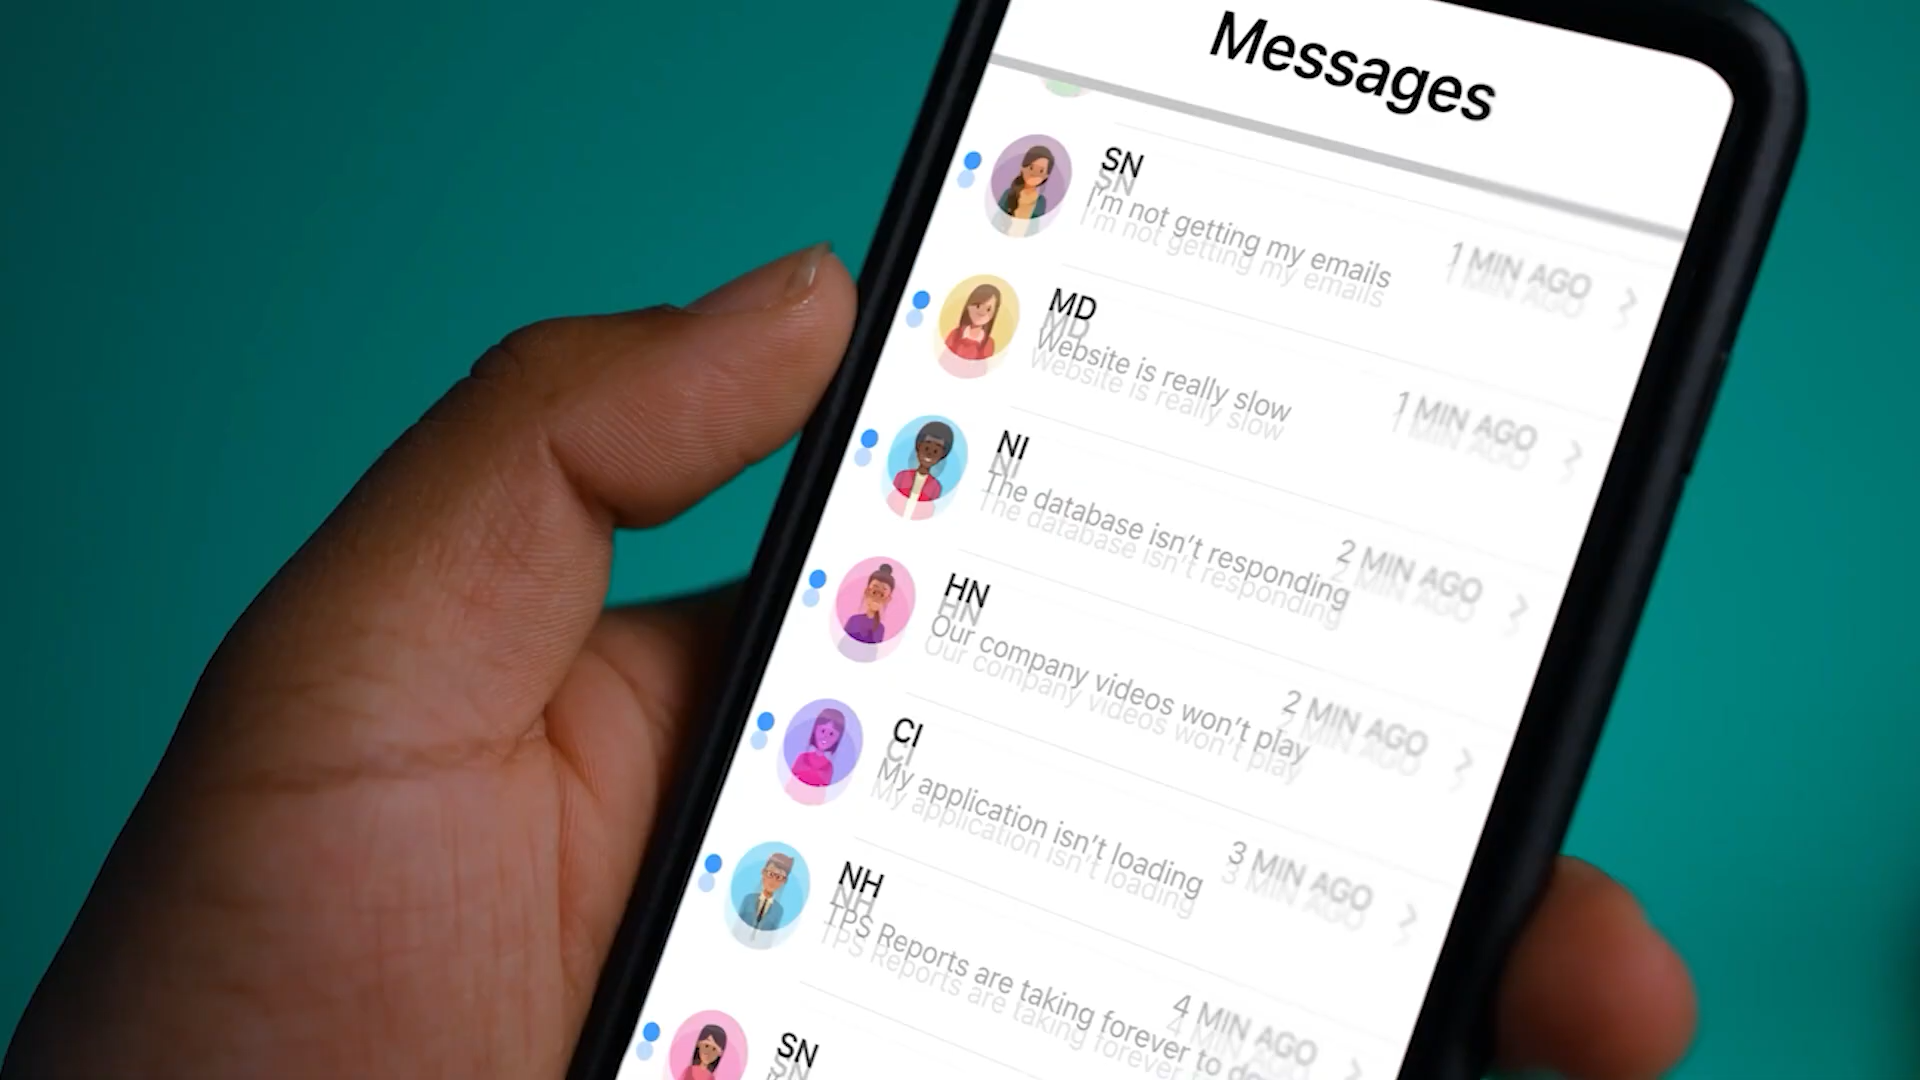 Messages
SN
I'm not getting my emails
1 MIN AGO
MD
Website is really slow
1 MIN AGO
NI
The database isn't responding
2 MIN AGO
HN
Our company videos won't play
2 MIN AGO
CI
My application isn't loading
3 MIN AGO
NH
TPS Reports are taking forever to
4 MIN AGO
SN